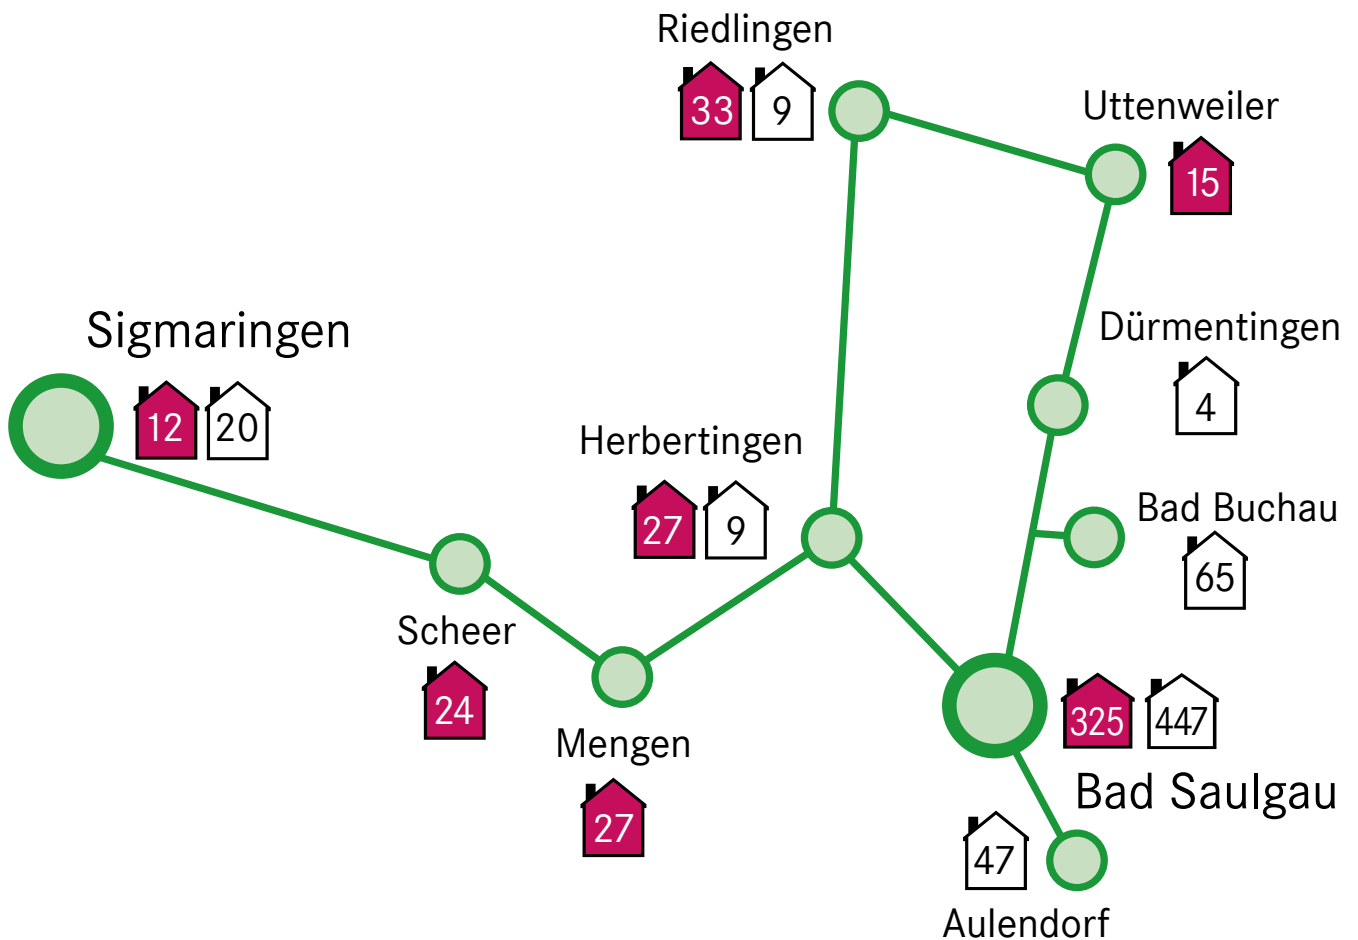 Riedlingen
33 9
Uttenweiler
15
Sigmaringen
12 20
Dürmentingen
4
Herbertingen
27 9
Bad Buchau
65
Scheer
24
Mengen
27
325 447
Bad Saulgau
47
Aulendorf